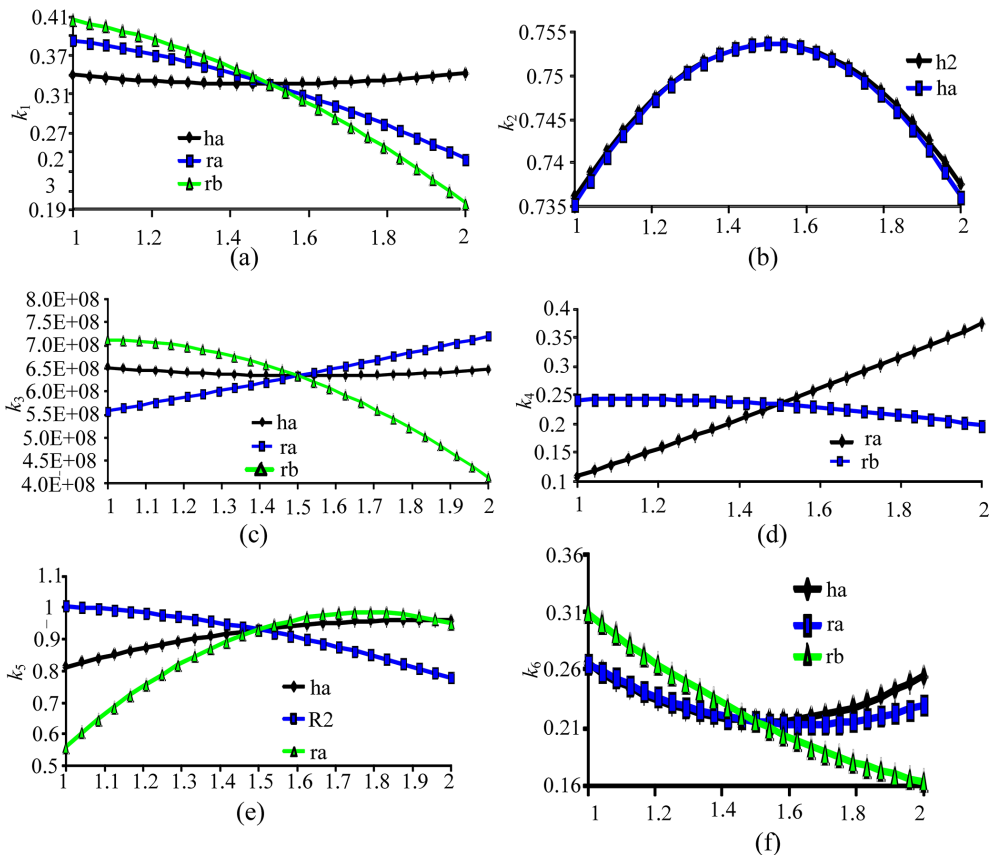 0.41
0.37
0.31
0.27
0.2
3
0.19
k1
ha
ra
rb
1 1.2 1.4 1.6 1.8 2
(a)
0.755
0.75
0.745
0.74
0.735
k2
h2
ha
1 1.2 1.4 1.6 1.8 2
(b)
8.0E+08
7.5E+08
7.0E+08
6.5E+08
6.0E+08
5.5E+08
5.0E+08
4.5E+08
4.0E+08
k3
ha
ra
rb
1 1.1 1.2 1.3 1.4 1.5 1.6 1.7 1.8 1.9 2
(c)
0.4
0.35
0.3
0.25
0.2
0.15
0.1
k4
ra
rb
1 1.2 1.4 1.6 1.8 2
(d)
1.1
1
0.9
0.8
0.7
0.6
0.5
k5
ha
R2
ra
1 1.1 1.2 1.3 1.4 1.5 1.6 1.7 1.8 1.9 2
(e)
0.36
0.31
0.26
0.21
0.16
k6
ha
ra
rb
1 1.2 1.4 1.6 1.8 2
(f)